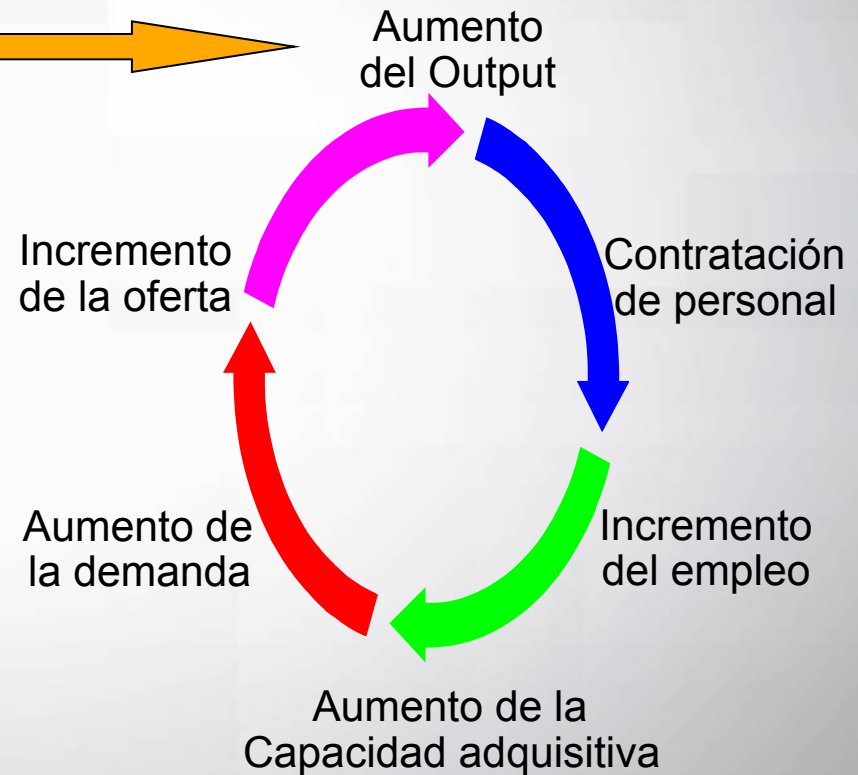 Aumento
del Output
Contratación
de personal
Incremento
del empleo
Aumento de la
Capacidad adquisitiva
Aumento de
la demanda
Incremento
de la oferta